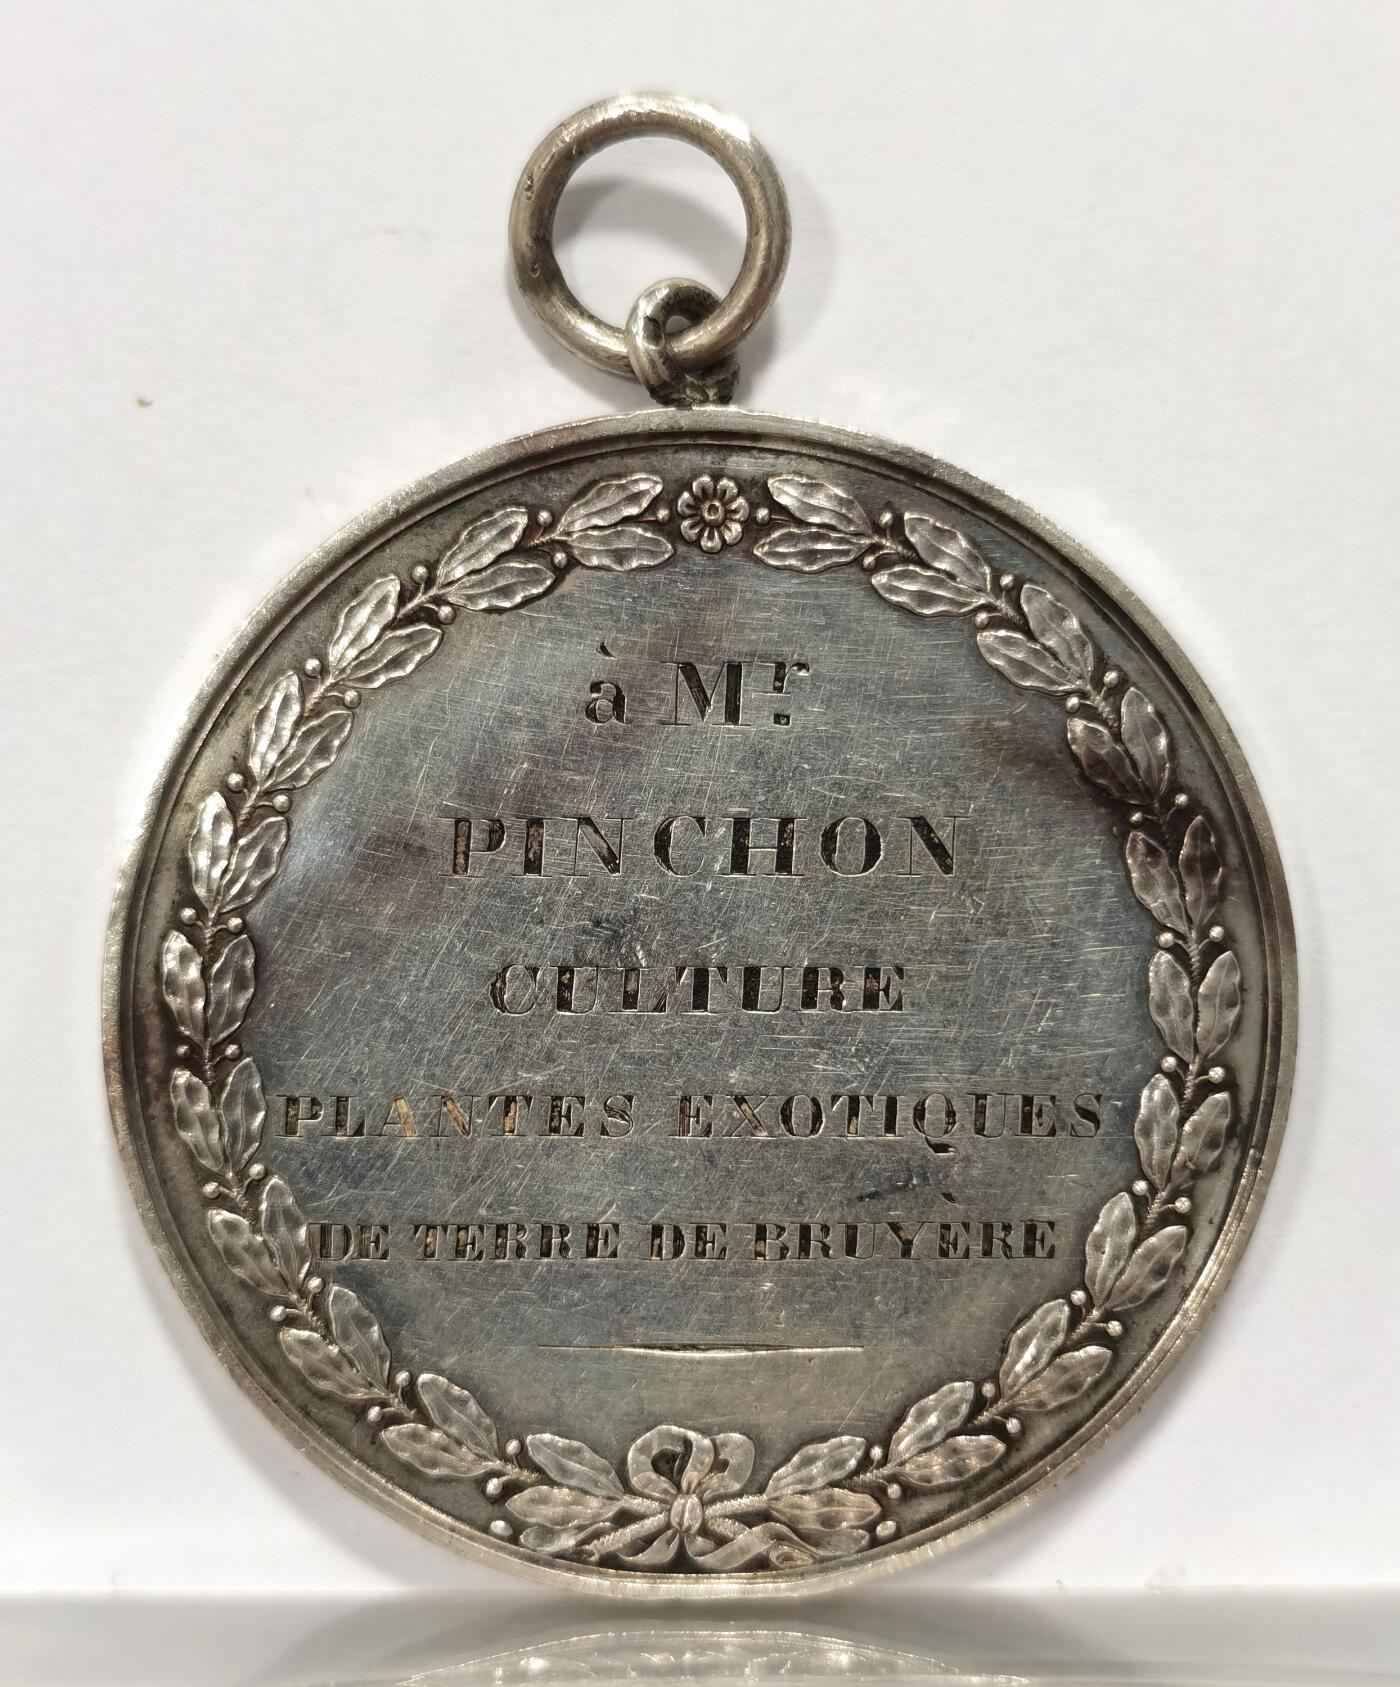 à Mr.
PINCHON
CULTURE
PLANTES EXOTIQUES
DE TERRE DE BRUYÈRE